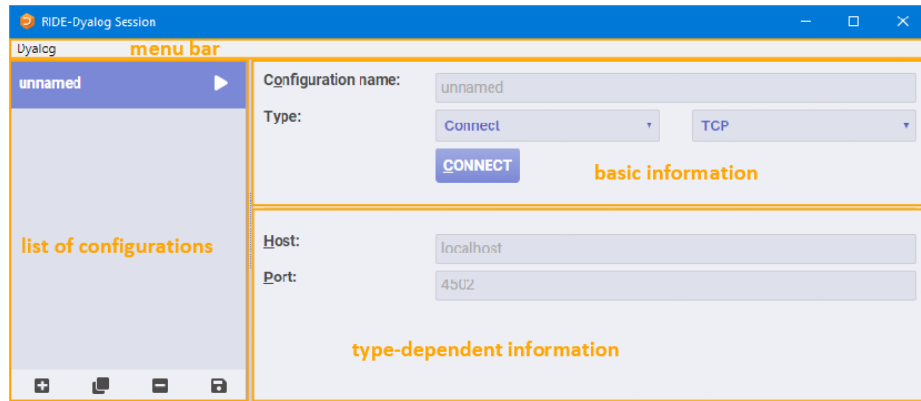 RIDE-Dyalog Session
Dyalog menu bar
unnamed
Configuration name: unnamed
Type: Connect TCP
CONNECT
basic information
list of configurations
Host: localhost
Port: 4502
type-dependent information